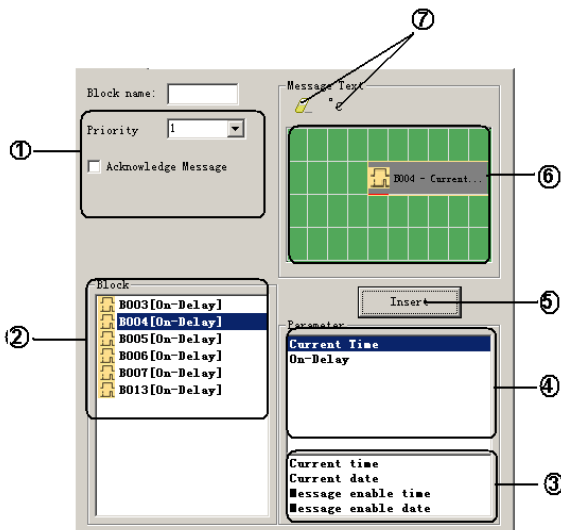 ⑦
Block name:
Message Text
° c
Priority 1
① Acknowledge Message
B004 - Current... ⑥
Block
Insert ⑤
② B003[On-Delay]
B004[On-Delay]
B005[On-Delay]
B006[On-Delay]
B007[On-Delay]
B013[On-Delay]
Parameter
Current Time
On-Delay
④
Current time
Current date
Message enable time
Message enable date
③